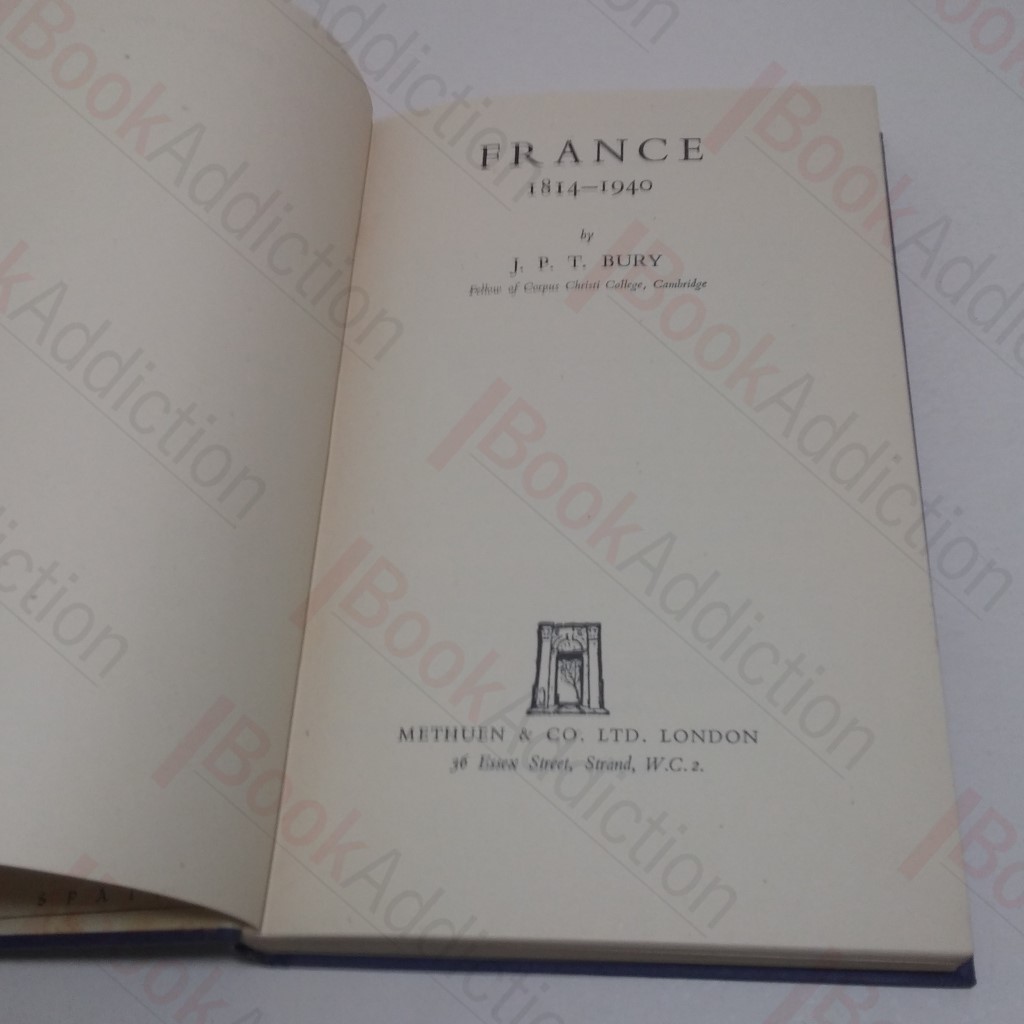 FRANCE
1814–1940
by
J. P. T. BURY
Fellow of Corpus Christi College, Cambridge
METHUEN & CO. LTD. LONDON
36 Essex Street, Strand, W.C.2.
BookAddiction